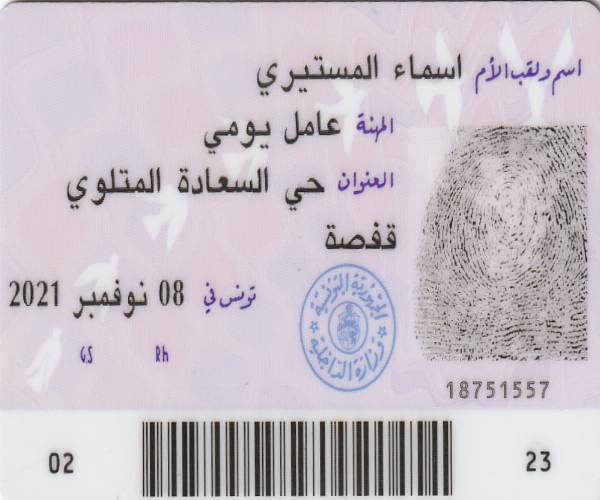 اسم ولقب الأم اسماء المستيري
المهنة عامل يومي
العنوان حي السعادة المتلوي
قفصة
تونس في 08 نوفمبر 2021
G.S Rh
الجمهورية التونسية
وزارة الداخلية
18751557
02 23